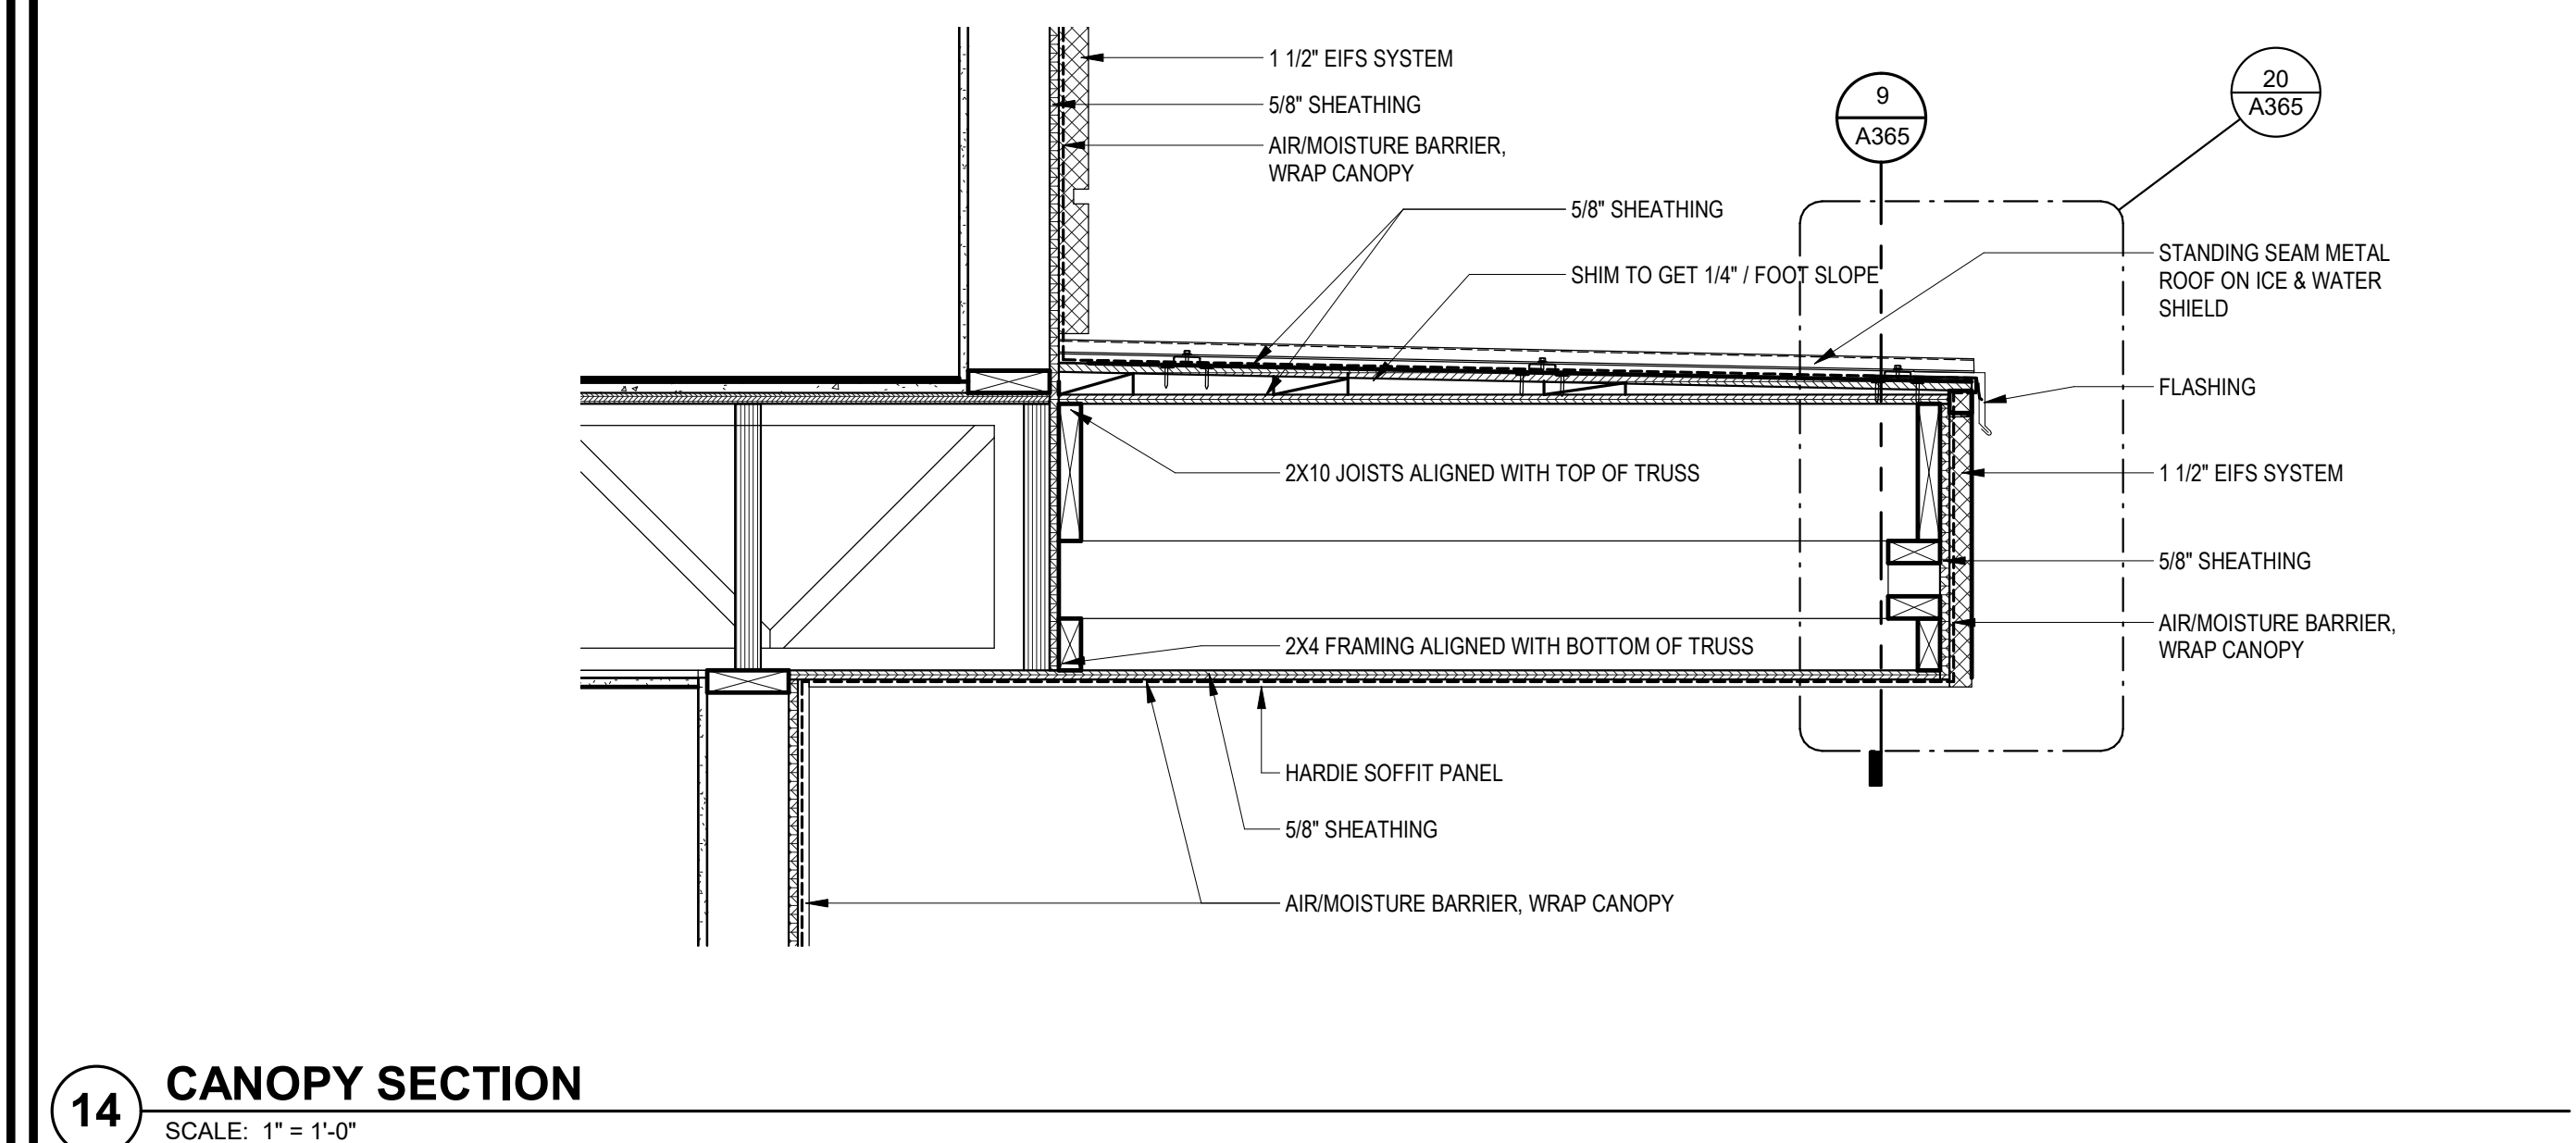 1 1/2" EIFS SYSTEM
5/8" SHEATHING
AIR/MOISTURE BARRIER,
WRAP CANOPY
9
A365
20
A365
5/8" SHEATHING
SHIM TO GET 1/4" / FOOT SLOPE
STANDING SEAM METAL
ROOF ON ICE & WATER
SHIELD
FLASHING
2X10 JOISTS ALIGNED WITH TOP OF TRUSS
1 1/2" EIFS SYSTEM
5/8" SHEATHING
2X4 FRAMING ALIGNED WITH BOTTOM OF TRUSS
AIR/MOISTURE BARRIER,
WRAP CANOPY
HARDIE SOFFIT PANEL
5/8" SHEATHING
AIR/MOISTURE BARRIER, WRAP CANOPY
14
CANOPY SECTION
SCALE: 1" = 1'-0"